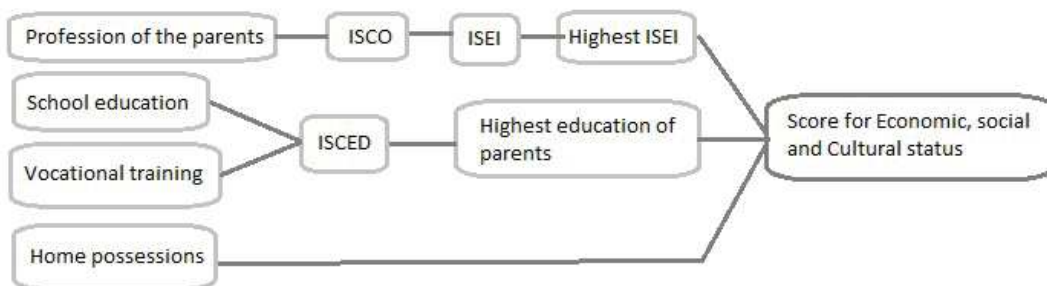 Profession of the parents
ISCO
ISEI
Highest ISEI
School education
Vocational training
ISCED
Highest education of
parents
Score for Economic, social
and Cultural status
Home possessions